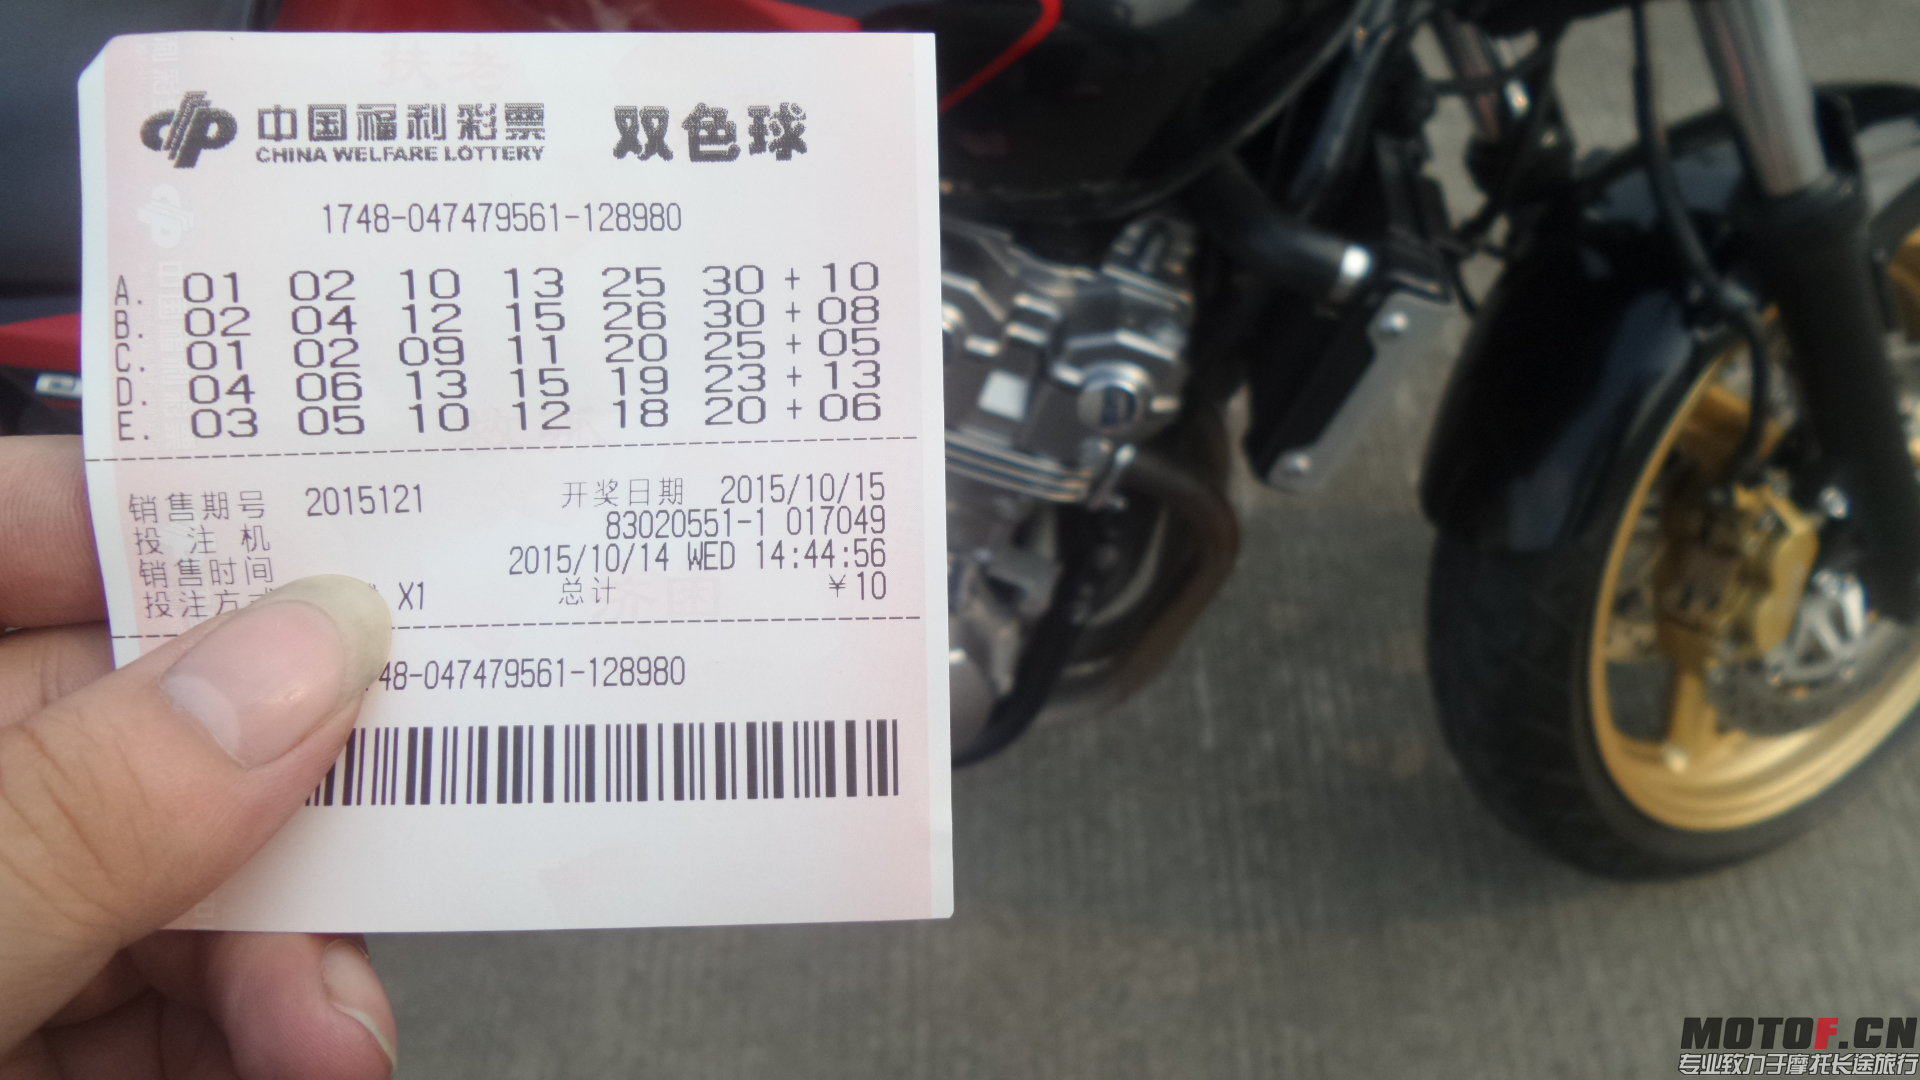 中国福利彩票 双色球
CHINA WELFARE LOTTERY
1748-047479561-128980
A. 01 02 10 13 25 30 + 10
B. 02 04 12 15 26 30 + 08
C. 01 02 09 11 20 25 + 05
D. 04 06 13 15 19 23 + 13
E. 03 05 10 12 18 20 + 06
销售期号 2015121 开奖日期 2015/10/15
投注机 83020551-1 017049
销售时间 2015/10/14 WED 14:44:56
投注方式 X1 总计 ¥10
48-047479561-128980
MOTOF.CN
专业致力于摩托长途旅行